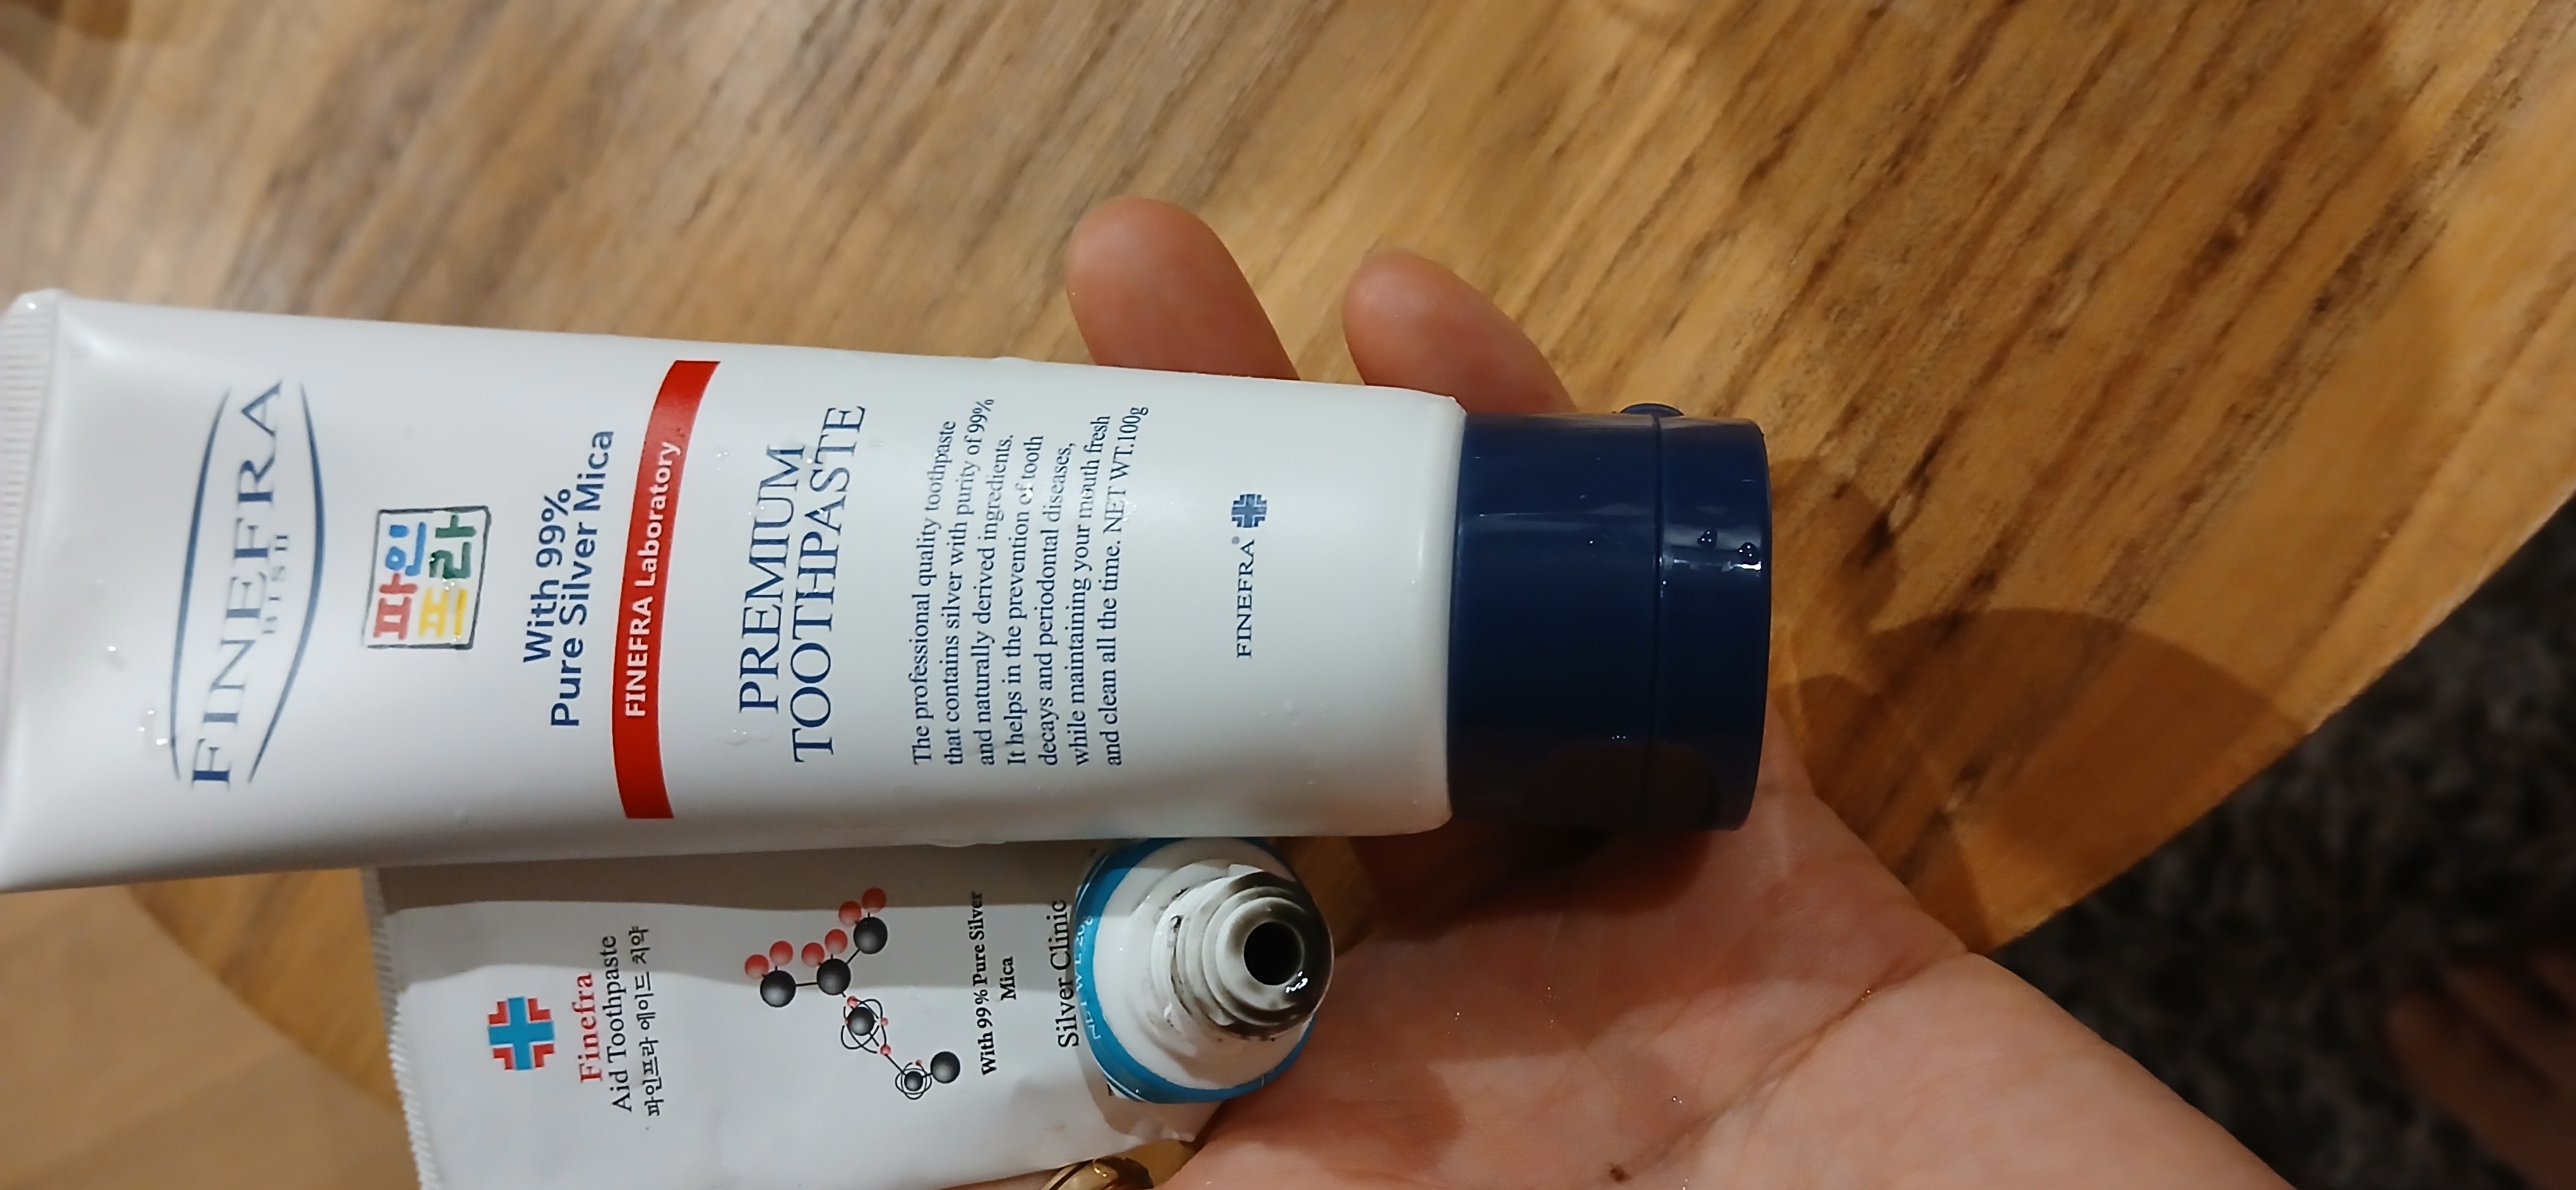 FINEFRA
BISII
파인
프라
With 99%
Pure Silver Mica
FINEFRA Laboratory
PREMIUM
TOOTHPASTE
The professional quality toothpaste
that contains silver with purity of 99%
and naturally derived ingredients.
It helps in the prevention of tooth
decays and periodontal diseases,
while maintaining your mouth fresh
and clean all the time. NET WT.100g
FINEFRA®
Finefra
Aid Toothpaste
파인프라 에이드 치약
With 99% Pure Silver
Mica
Silver Clinic